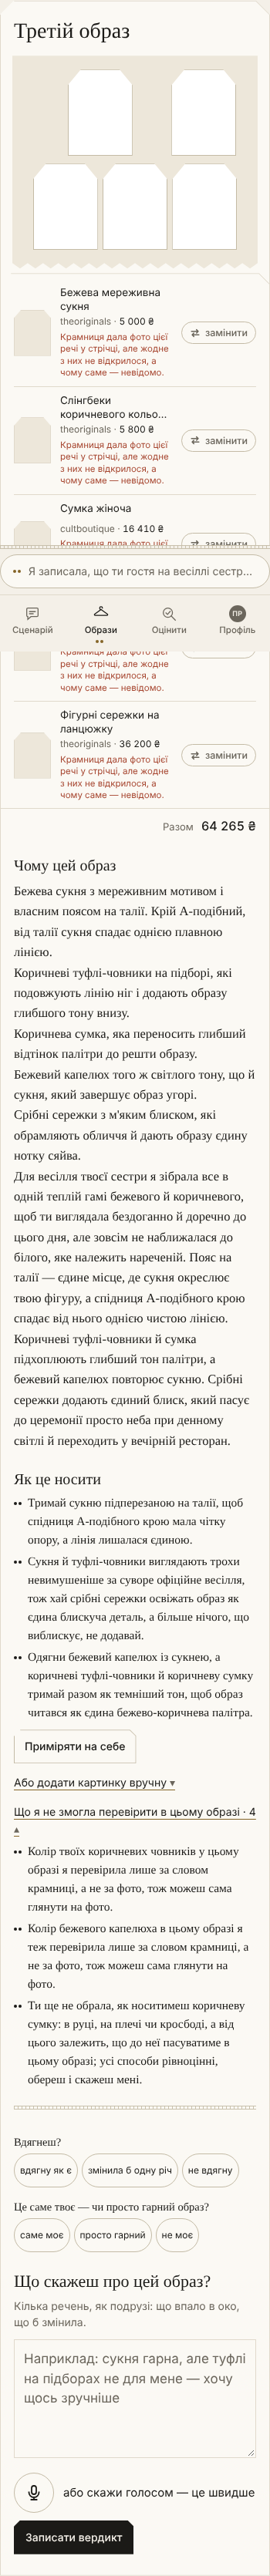 Третій образ
Бежева мереживна
сукня
theoriginals · 5 000 ₴
Крамниця дала фото цієї
речі у стрічці, але жодне
з них не відкрилося, а
чому саме — невідомо.
замінити
Слінгбеки
коричневого кольо...
theoriginals · 5 800 ₴
Крамниця дала фото цієї
речі у стрічці, але жодне
з них не відкрилося, а
чому саме — невідомо.
замінити
Сумка жіноча
cultboutique · 16 410 ₴
Крамниця дала фото цієї
замінити
Я записала, що ти гостя на весіллі сестр...
Сценарій
Образи
Оцінити
ПР
Профіль
речі у стрічці, але жодне
з них не відкрилося, а
чому саме — невідомо.
Фігурні сережки на
ланцюжку
theoriginals · 36 200 ₴
Крамниця дала фото цієї
речі у стрічці, але жодне
з них не відкрилося, а
чому саме — невідомо.
замінити
Разом 64 265 ₴
Чому цей образ
Бежева сукня з мереживним мотивом і
власним поясом на талії. Крій А-подібний,
від талії сукня спадає однією плавною
лінією.
Коричневі туфлі-човники на підборі, які
подовжують лінію ніг і додають образу
глибшого тону внизу.
Коричнева сумка, яка переносить глибший
відтінок палітри до решти образу.
Бежевий капелюх того ж світлого тону, що й
сукня, який завершує образ угорі.
Срібні сережки з м'яким блиском, які
обрамляють обличчя й дають образу єдину
нотку сяйва.
Для весілля твоєї сестри я зібрала все в
одній теплій гамі бежевого й коричневого,
щоб ти виглядала бездоганно й доречно до
цього дня, але зовсім не наближалася до
білого, яке належить нареченій. Пояс на
талії — єдине місце, де сукня окреслює
твою фігуру, а спідниця А-подібного крою
спадає від нього однією чистою лінією.
Коричневі туфлі-човники й сумка
підхоплюють глибший тон палітри, а
бежевий капелюх повторює сукню. Срібні
сережки додають єдиний блиск, який пасує
до церемонії просто неба при денному
світлі й переходить у вечірній ресторан.
Як це носити
Тримай сукню підперезаною на талії, щоб
спідниця А-подібного крою мала чітку
опору, а лінія лишалася єдиною.
Сукня й туфлі-човники виглядають трохи
невимушеніше за суворе офіційне весілля,
тож хай срібні сережки освіжать образ як
єдина блискуча деталь, а більше нічого, що
виблискує, не додавай.
Одягни бежевий капелюх із сукнею, а
коричневі туфлі-човники й коричневу сумку
тримай разом як темніший тон, щоб образ
читався як єдина бежево-коричнева палітра.
Приміряти на себе
Або додати картинку вручну ▾
Що я не змогла перевірити в цьому образі · 4
▴
Колір твоїх коричневих човників у цьому
образі я перевірила лише за словом
крамниці, а не за фото, тож можеш сама
глянути на фото.
Колір бежевого капелюха в цьому образі я
теж перевірила лише за словом крамниці, а
не за фото, тож можеш сама глянути на
фото.
Ти ще не обрала, як носитимеш коричневу
сумку: в руці, на плечі чи кросбоді, а від
цього залежить, що до неї пасуватиме в
цьому образі; усі способи рівноцінні,
обереш і скажеш мені.
Вдягнеш?
вдягну як є
змінила б одну річ
не вдягну
Це саме твоє — чи просто гарний образ?
саме моє
просто гарний
не моє
Що скажеш про цей образ?
Кілька речень, як подрузі: що впало в око,
що б змінила.
Наприклад: сукня гарна, але туфлі
на підборах не для мене — хочу
щось зручніше
або скажи голосом — це швидше
Записати вердикт